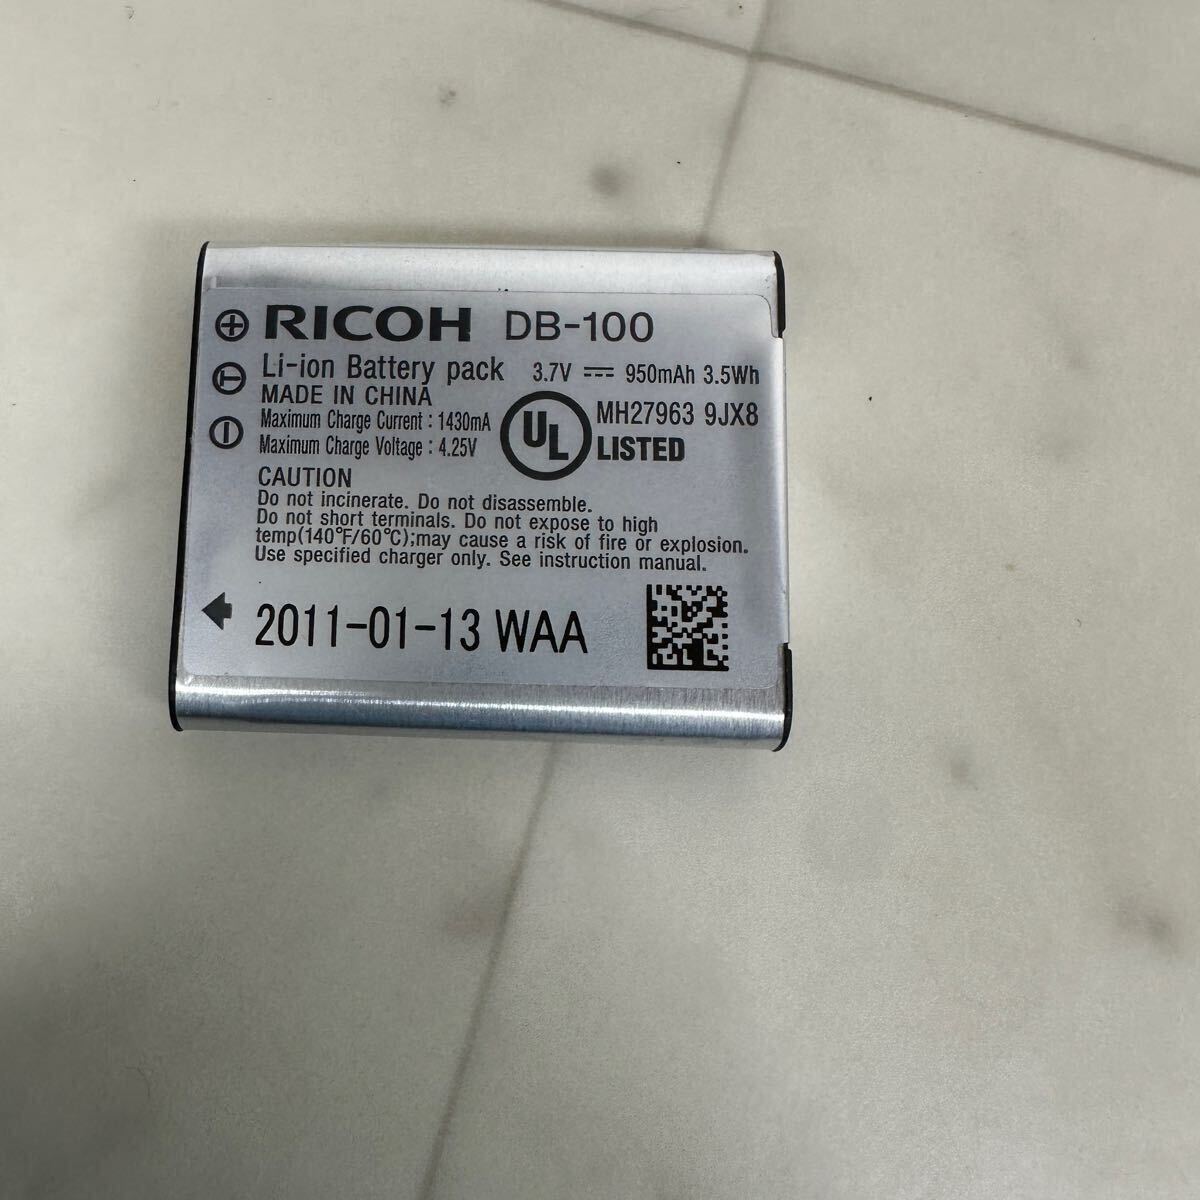 RICOH DB-100
Li-ion Battery pack 3.7V ⎓ 950mAh 3.5Wh
MADE IN CHINA
Maximum Charge Current : 1430mA
Maximum Charge Voltage : 4.25V
UL MH27963 9JX8
LISTED
CAUTION
Do not incinerate. Do not disassemble.
Do not short terminals. Do not expose to high
temp(140°F/60°C);may cause a risk of fire or explosion.
Use specified charger only. See instruction manual.
2011-01-13 WAA